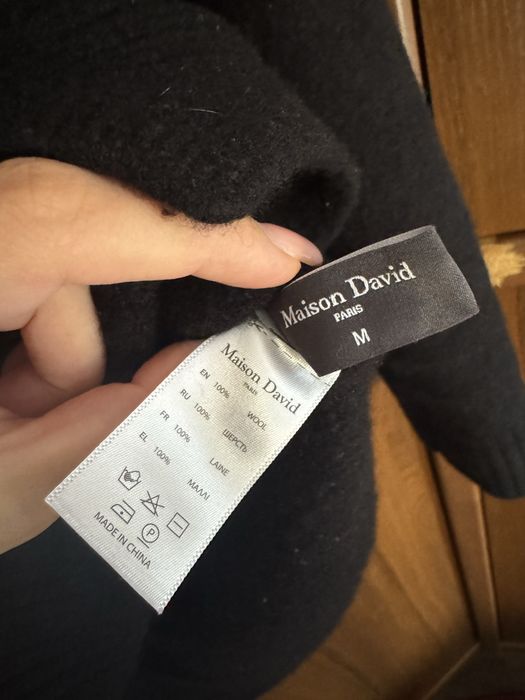 Maison David
PARIS
M
Maison David
PARIS
EN 100% WOOL
RU 100% ШЕРСТЬ
FR 100% LAINE
EL 100% ΜΑΛΛΙ
P
MADE IN CHINA